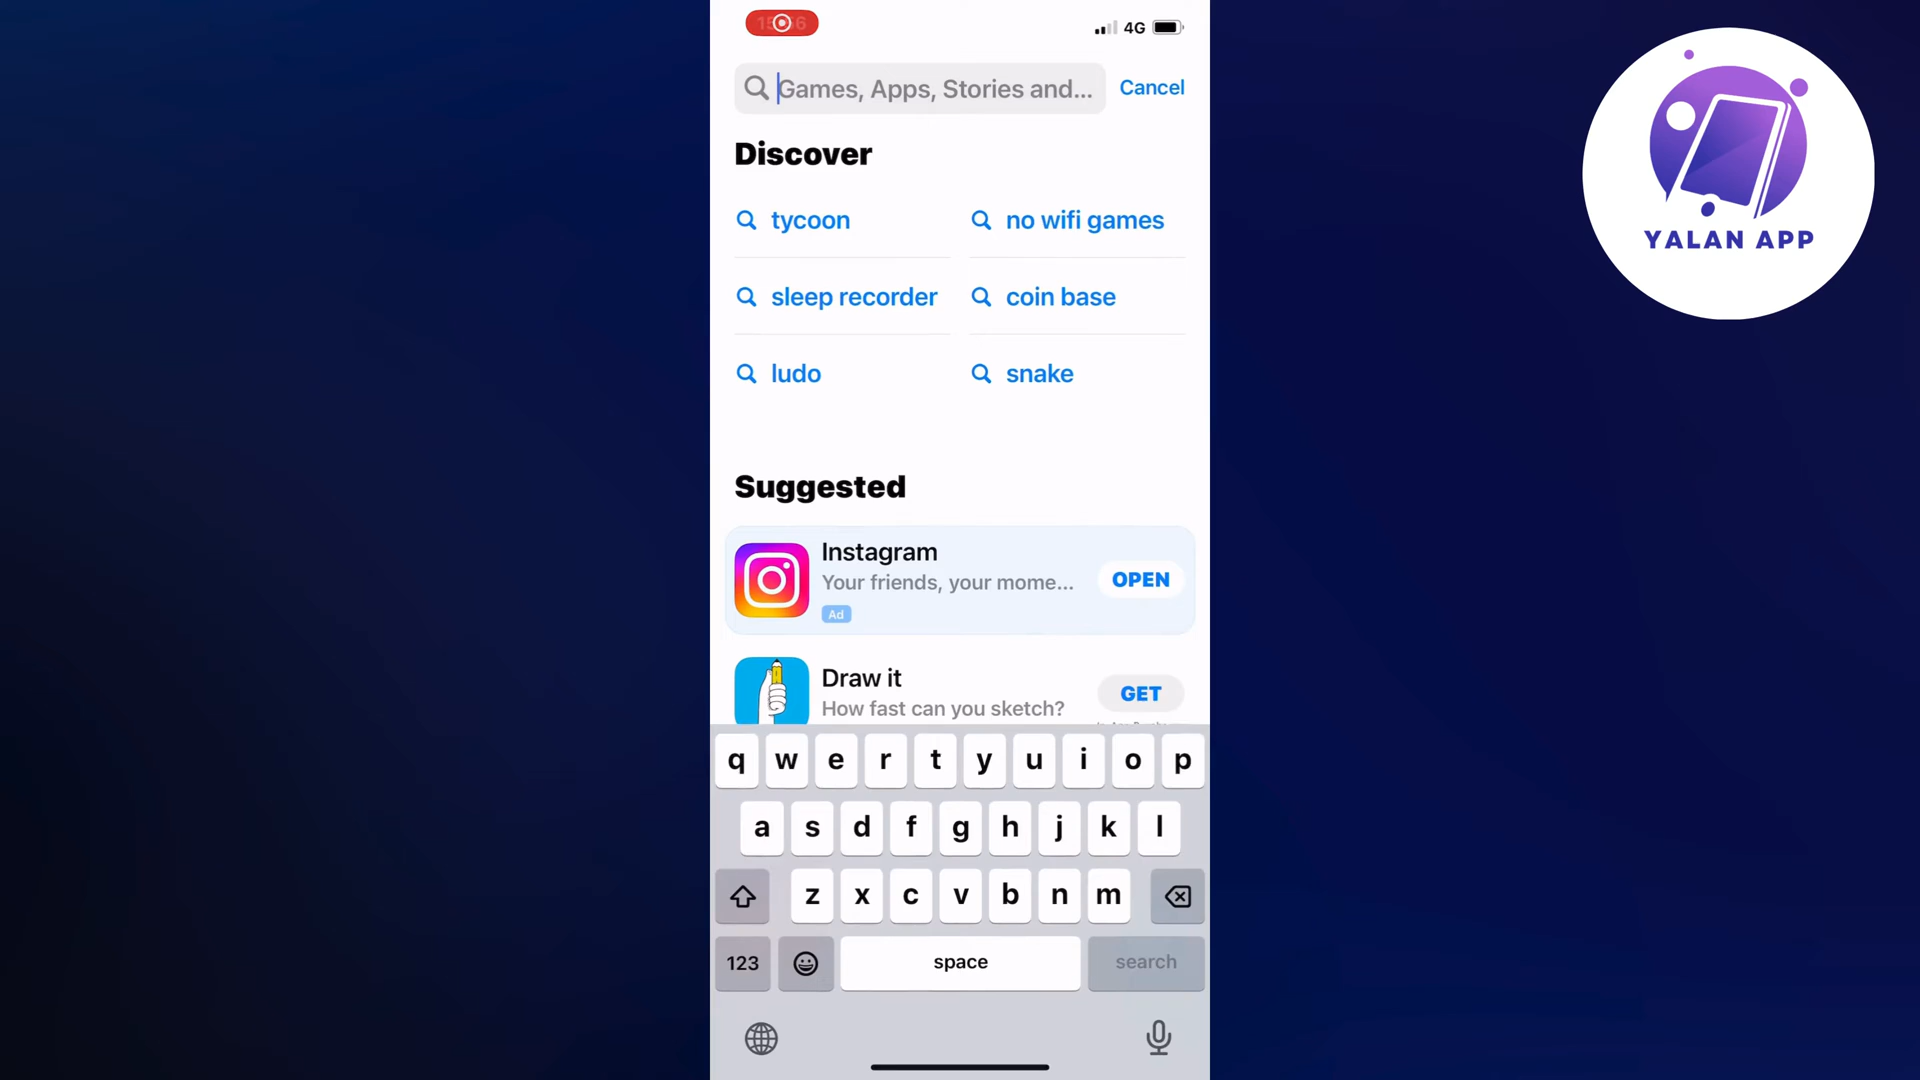 4G
Games, Apps, Stories and...
Cancel
Discover
tycoon
no wifi games
sleep recorder
coin base
ludo
snake
Suggested
Instagram
Your friends, your mome...
Ad
OPEN
Draw it
How fast can you sketch?
GET
q w e r t y u i o p
a s d f g h j k l
z x c v b n m
123
space
search
YALAN APP